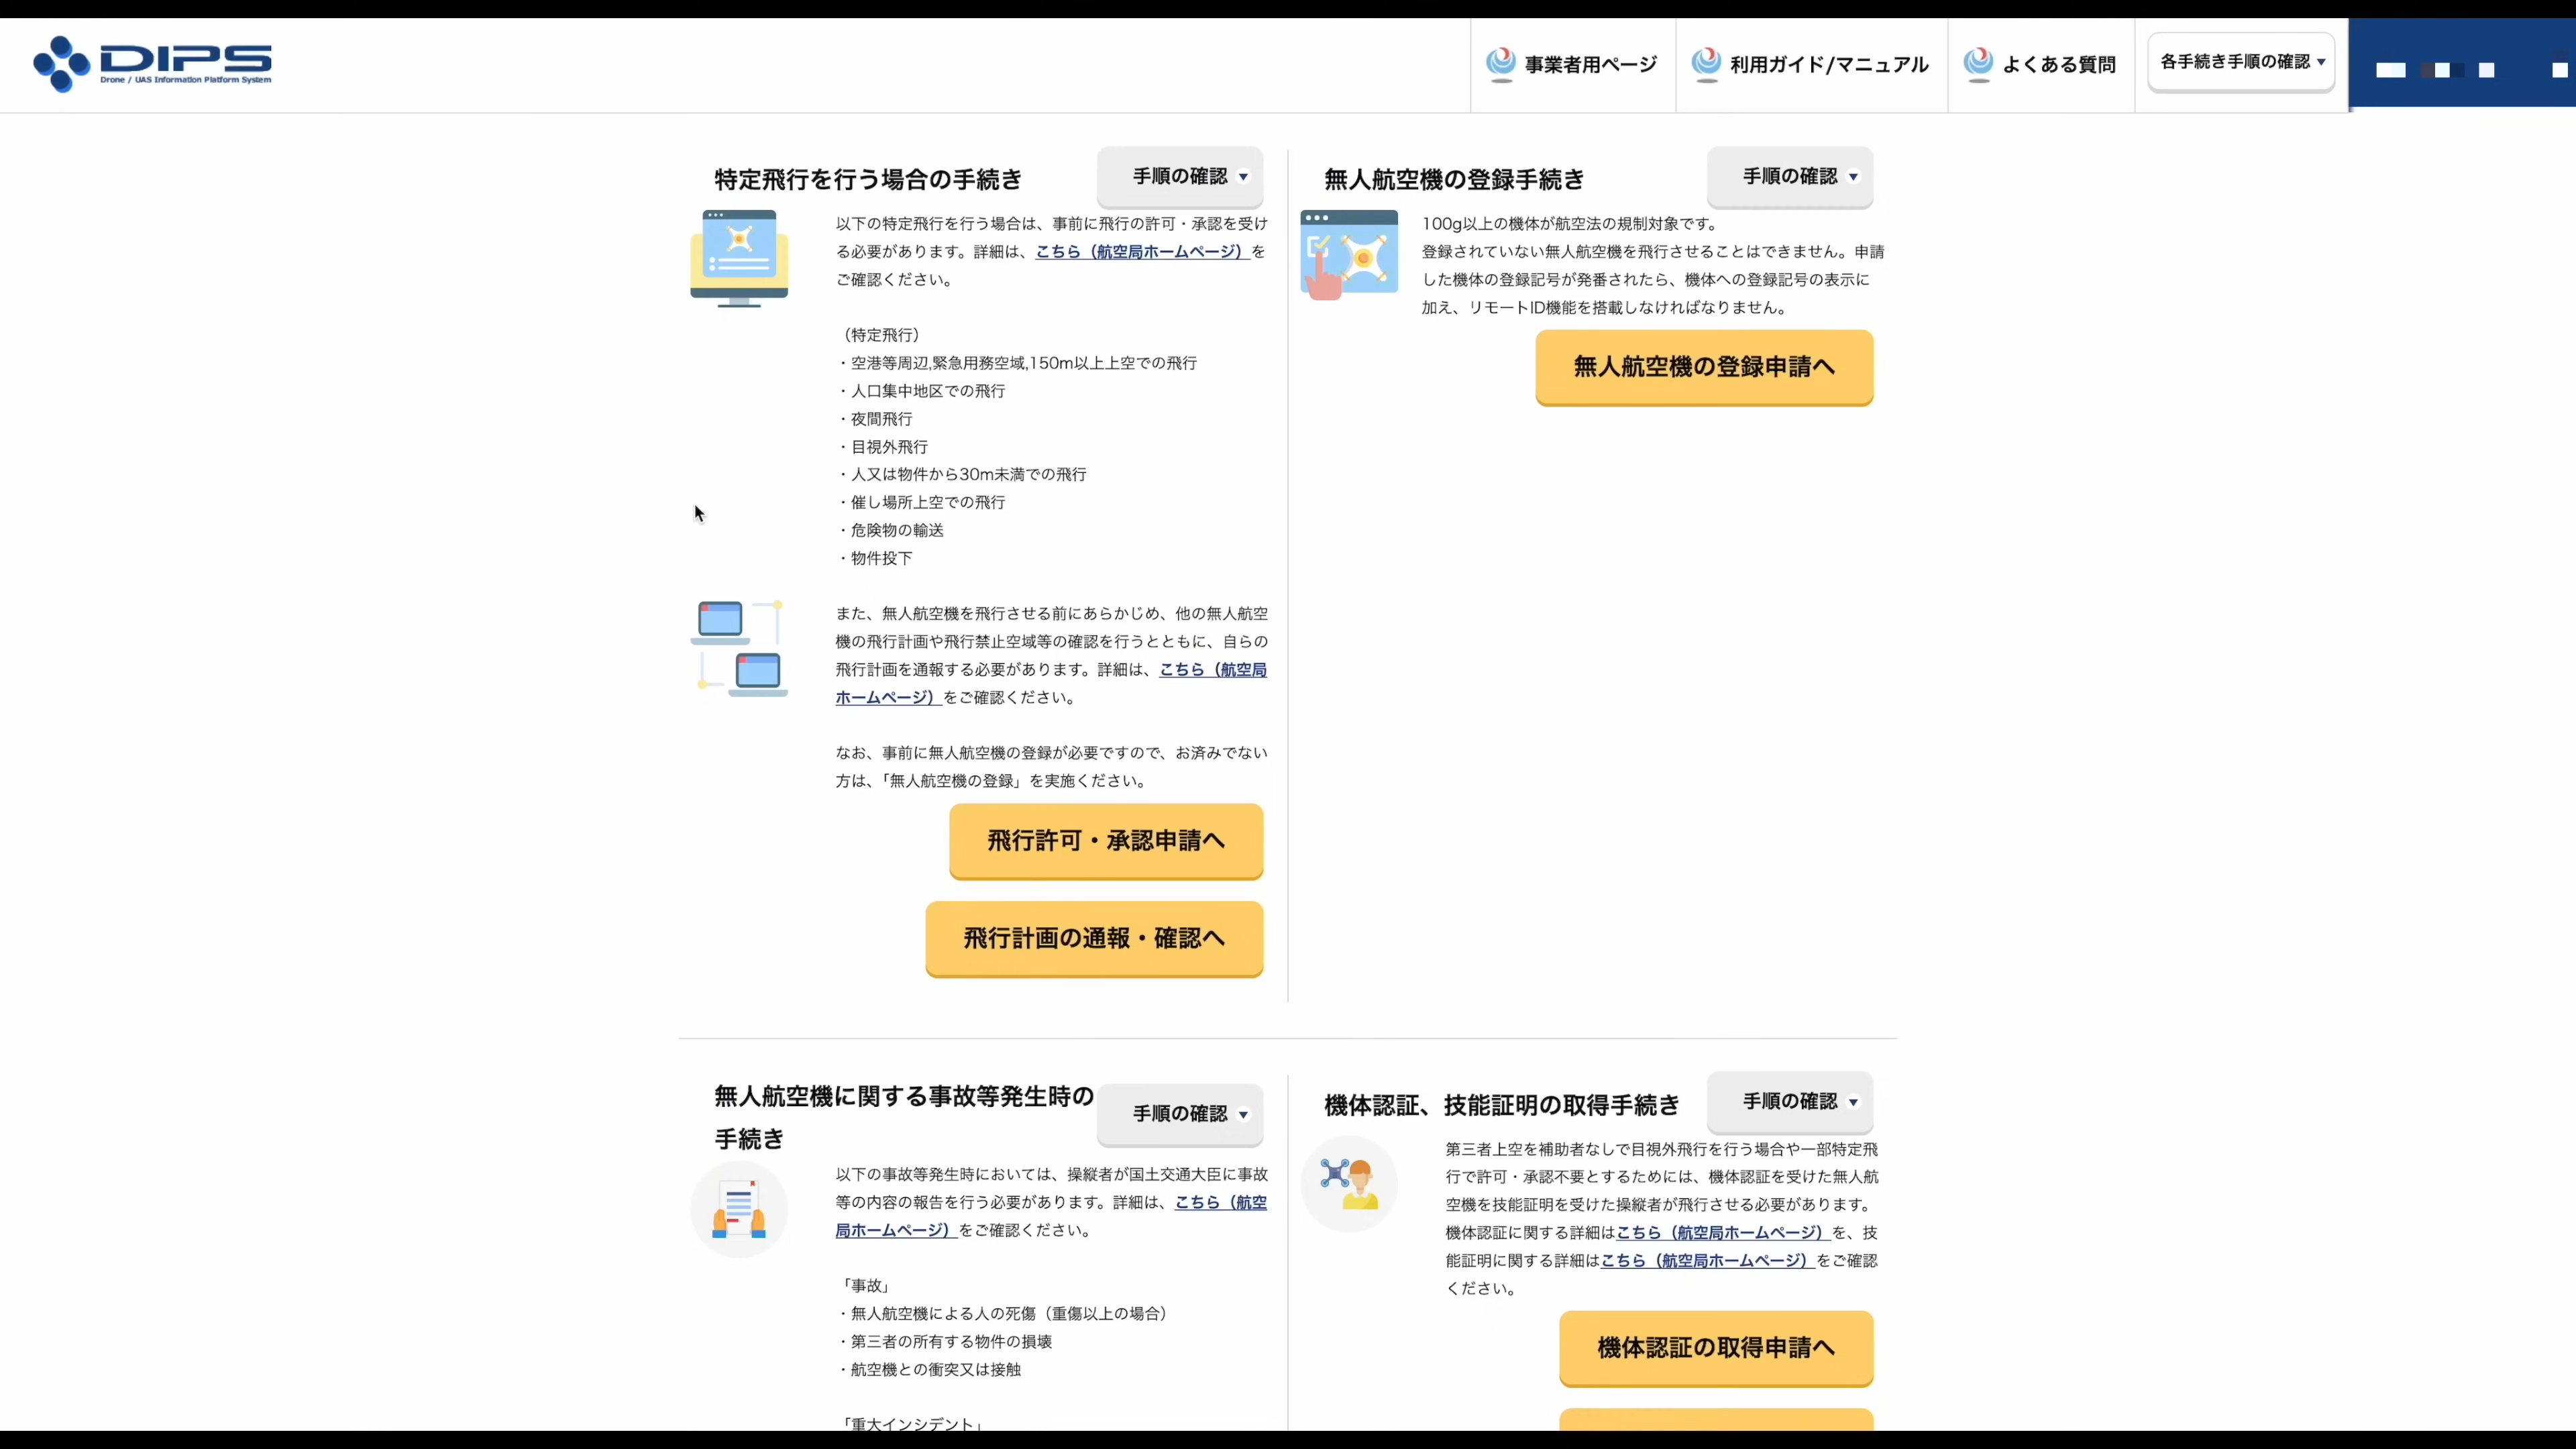 DIPS
Drone / UAS Information Platform System
事業者用ページ
利用ガイド/マニュアル
よくある質問
各手続き手順の確認
特定飛行を行う場合の手続き
手順の確認
以下の特定飛行を行う場合は、事前に飛行の許可・承認を受け
る必要があります。詳細は、こちら（航空局ホームページ）を
ご確認ください。
（特定飛行）
・空港等周辺,緊急用務空域,150m以上上空での飛行
・人口集中地区での飛行
・夜間飛行
・目視外飛行
・人又は物件から30m未満での飛行
・催し場所上空での飛行
・危険物の輸送
・物件投下
また、無人航空機を飛行させる前にあらかじめ、他の無人航空
機の飛行計画や飛行禁止空域等の確認を行うとともに、自らの
飛行計画を通報する必要があります。詳細は、こちら（航空局
ホームページ）をご確認ください。
なお、事前に無人航空機の登録が必要ですので、お済みでない
方は、「無人航空機の登録」を実施ください。
飛行許可・承認申請へ
飛行計画の通報・確認へ
無人航空機の登録手続き
手順の確認
100g以上の機体が航空法の規制対象です。
登録されていない無人航空機を飛行させることはできません。申請
した機体の登録記号が発番されたら、機体への登録記号の表示に
加え、リモートID機能を搭載しなければなりません。
無人航空機の登録申請へ
無人航空機に関する事故等発生時の
手続き
手順の確認
以下の事故等発生時においては、操縦者が国土交通大臣に事故
等の内容の報告を行う必要があります。詳細は、こちら（航空
局ホームページ）をご確認ください。
「事故」
・無人航空機による人の死傷（重傷以上の場合）
・第三者の所有する物件の損壊
・航空機との衝突又は接触
「重大インシデント」
機体認証、技能証明の取得手続き
手順の確認
第三者上空を補助者なしで目視外飛行を行う場合や一部特定飛
行で許可・承認不要とするためには、機体認証を受けた無人航
空機を技能証明を受けた操縦者が飛行させる必要があります。
機体認証に関する詳細はこちら（航空局ホームページ）を、技
能証明に関する詳細はこちら（航空局ホームページ）をご確認
ください。
機体認証の取得申請へ